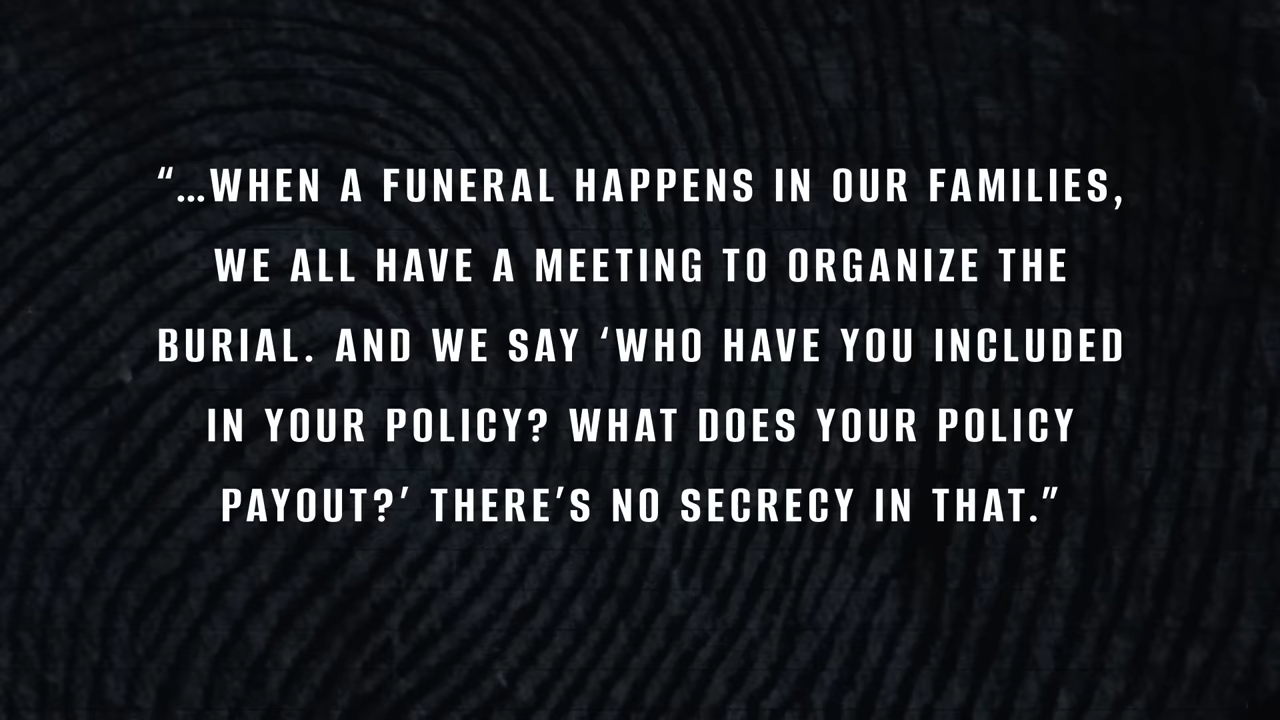 “...WHEN A FUNERAL HAPPENS IN OUR FAMILIES,
WE ALL HAVE A MEETING TO ORGANIZE THE
BURIAL. AND WE SAY ‘WHO HAVE YOU INCLUDED
IN YOUR POLICY? WHAT DOES YOUR POLICY
PAYOUT?’ THERE’S NO SECRECY IN THAT.”